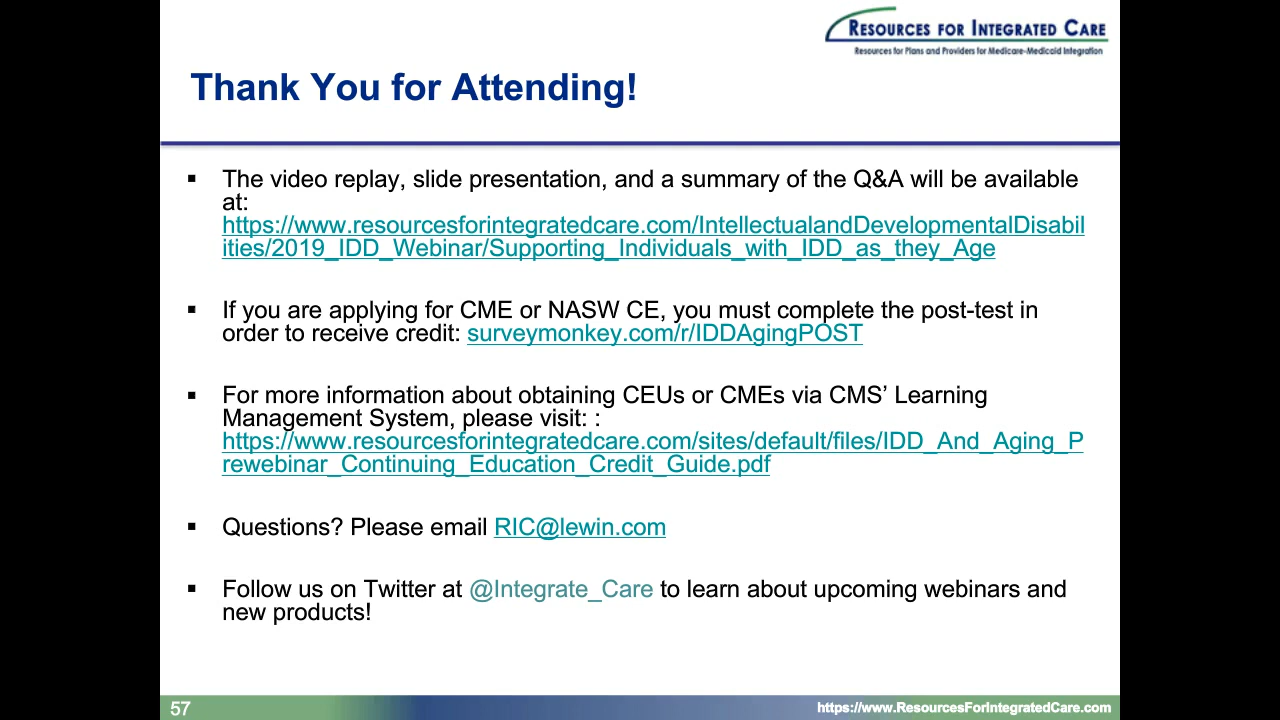 RESOURCES FOR INTEGRATED CARE
Resources for Plans and Providers for Medicare-Medicaid Integration
Thank You for Attending!
▪ The video replay, slide presentation, and a summary of the Q&A will be available
at:
https://www.resourcesforintegratedcare.com/IntellectualandDevelopmentalDisabil
ities/2019_IDD_Webinar/Supporting_Individuals_with_IDD_as_they_Age
▪ If you are applying for CME or NASW CE, you must complete the post-test in
order to receive credit: surveymonkey.com/r/IDDAgingPOST
▪ For more information about obtaining CEUs or CMEs via CMS’ Learning
Management System, please visit: :
https://www.resourcesforintegratedcare.com/sites/default/files/IDD_And_Aging_P
rewebinar_Continuing_Education_Credit_Guide.pdf
▪ Questions? Please email RIC@lewin.com
▪ Follow us on Twitter at @Integrate_Care to learn about upcoming webinars and
new products!
57
https://www.ResourcesForIntegratedCare.com